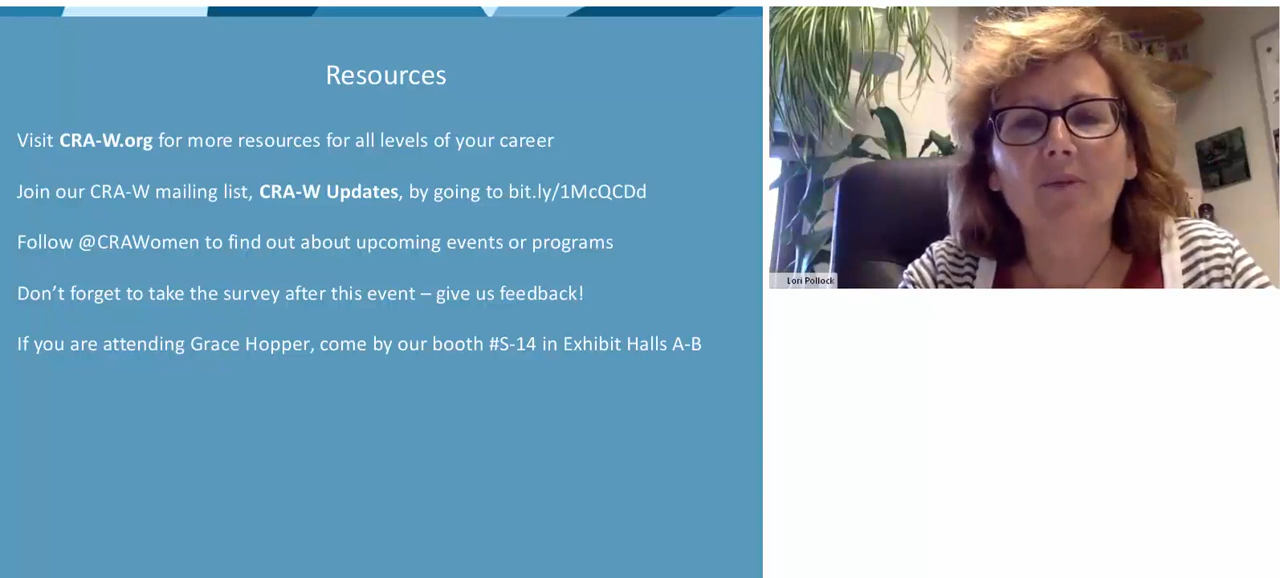 Resources
Visit CRA-W.org for more resources for all levels of your career
Join our CRA-W mailing list, CRA-W Updates, by going to bit.ly/1McQCDd
Follow @CRAWomen to find out about upcoming events or programs
Don’t forget to take the survey after this event – give us feedback!
If you are attending Grace Hopper, come by our booth #S-14 in Exhibit Halls A-B
Lori Pollock